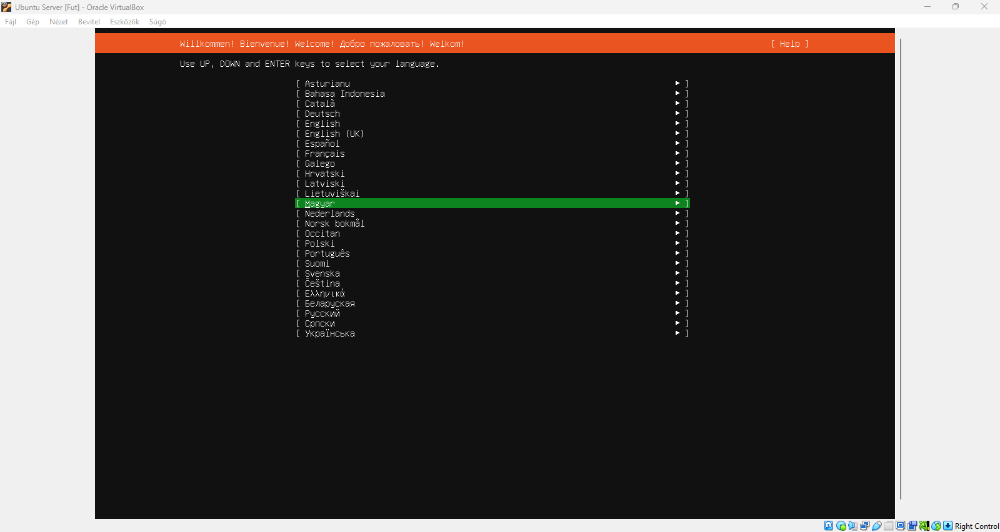 Ubuntu Server [Fut] - Oracle VirtualBox
Fájl Gép Nézet Bevitel Eszközök Súgó
Willkommen! Bienvenue! Welcome! Добро пожаловать! Welkom! [ Help ]
Use UP, DOWN and ENTER keys to select your language.
[ Asturianu ► ]
[ Bahasa Indonesia ► ]
[ Català ► ]
[ Deutsch ► ]
[ English ► ]
[ English (UK) ► ]
[ Español ► ]
[ Français ► ]
[ Galego ► ]
[ Hrvatski ► ]
[ Latviski ► ]
[ Lietuviškai ► ]
[ Magyar ► ]
[ Nederlands ► ]
[ Norsk bokmål ► ]
[ Occitan ► ]
[ Polski ► ]
[ Português ► ]
[ Suomi ► ]
[ Svenska ► ]
[ Čeština ► ]
[ Ελληνικά ► ]
[ Беларуская ► ]
[ Русский ► ]
[ Српски ► ]
[ Українська ► ]
Right Control